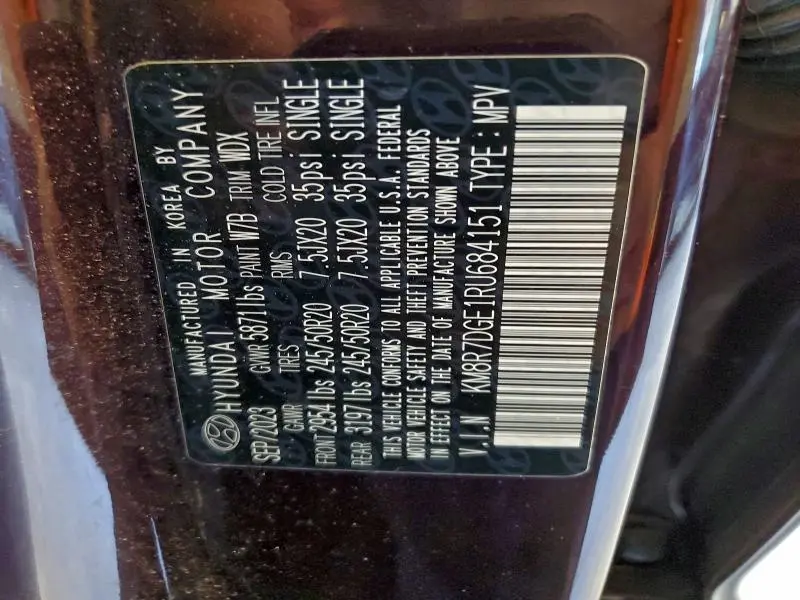 MANUFACTURED IN KOREA BY
HYUNDAI MOTOR COMPANY
SEP/2023 GVWR 5871lbs PAINT W7B TRIM WDX
GAWR TIRES RIMS COLD TIRE INFL
FRONT 2954lbs 245/50R20 7.5JX20 35psi SINGLE
REAR 3197lbs 245/50R20 7.5JX20 35psi SINGLE
THIS VEHICLE CONFORMS TO ALL APPLICABLE U.S.A. FEDERAL
MOTOR VEHICLE SAFETY AND THEFT PREVENTION STANDARDS
IN EFFECT ON THE DATE OF MANUFACTURE SHOWN ABOVE
V.I.N KM8R7DGE1RU684151 TYPE : MPV